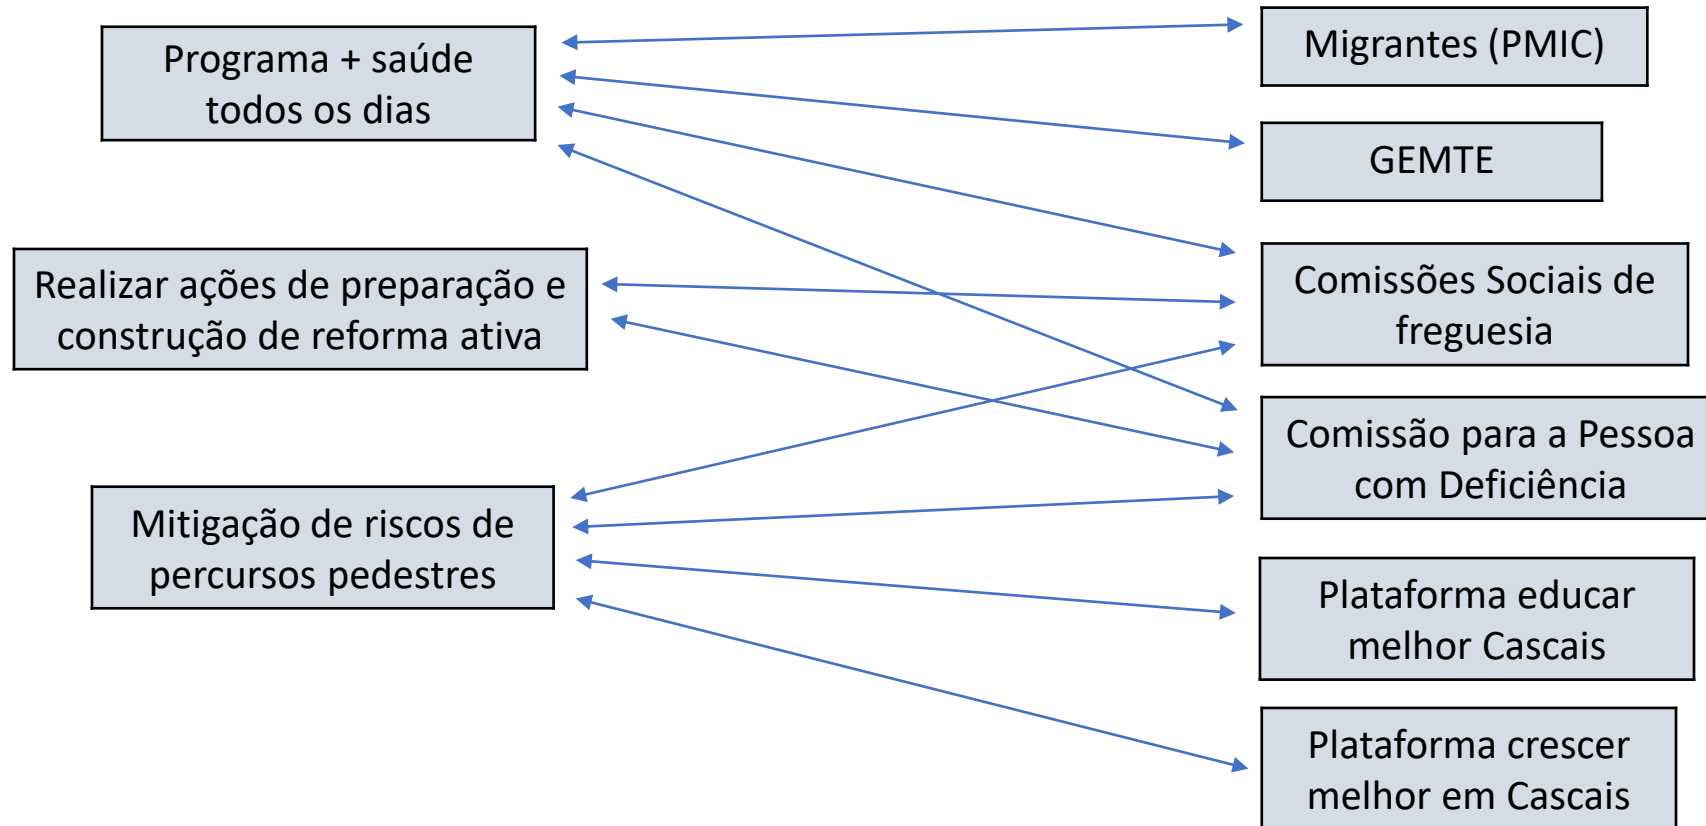 Programa + saúde
todos os dias
Realizar ações de preparação e
construção de reforma ativa
Mitigação de riscos de
percursos pedestres
Migrantes (PMIC)
GEMTE
Comissões Sociais de
freguesia
Comissão para a Pessoa
com Deficiência
Plataforma educar
melhor Cascais
Plataforma crescer
melhor em Cascais